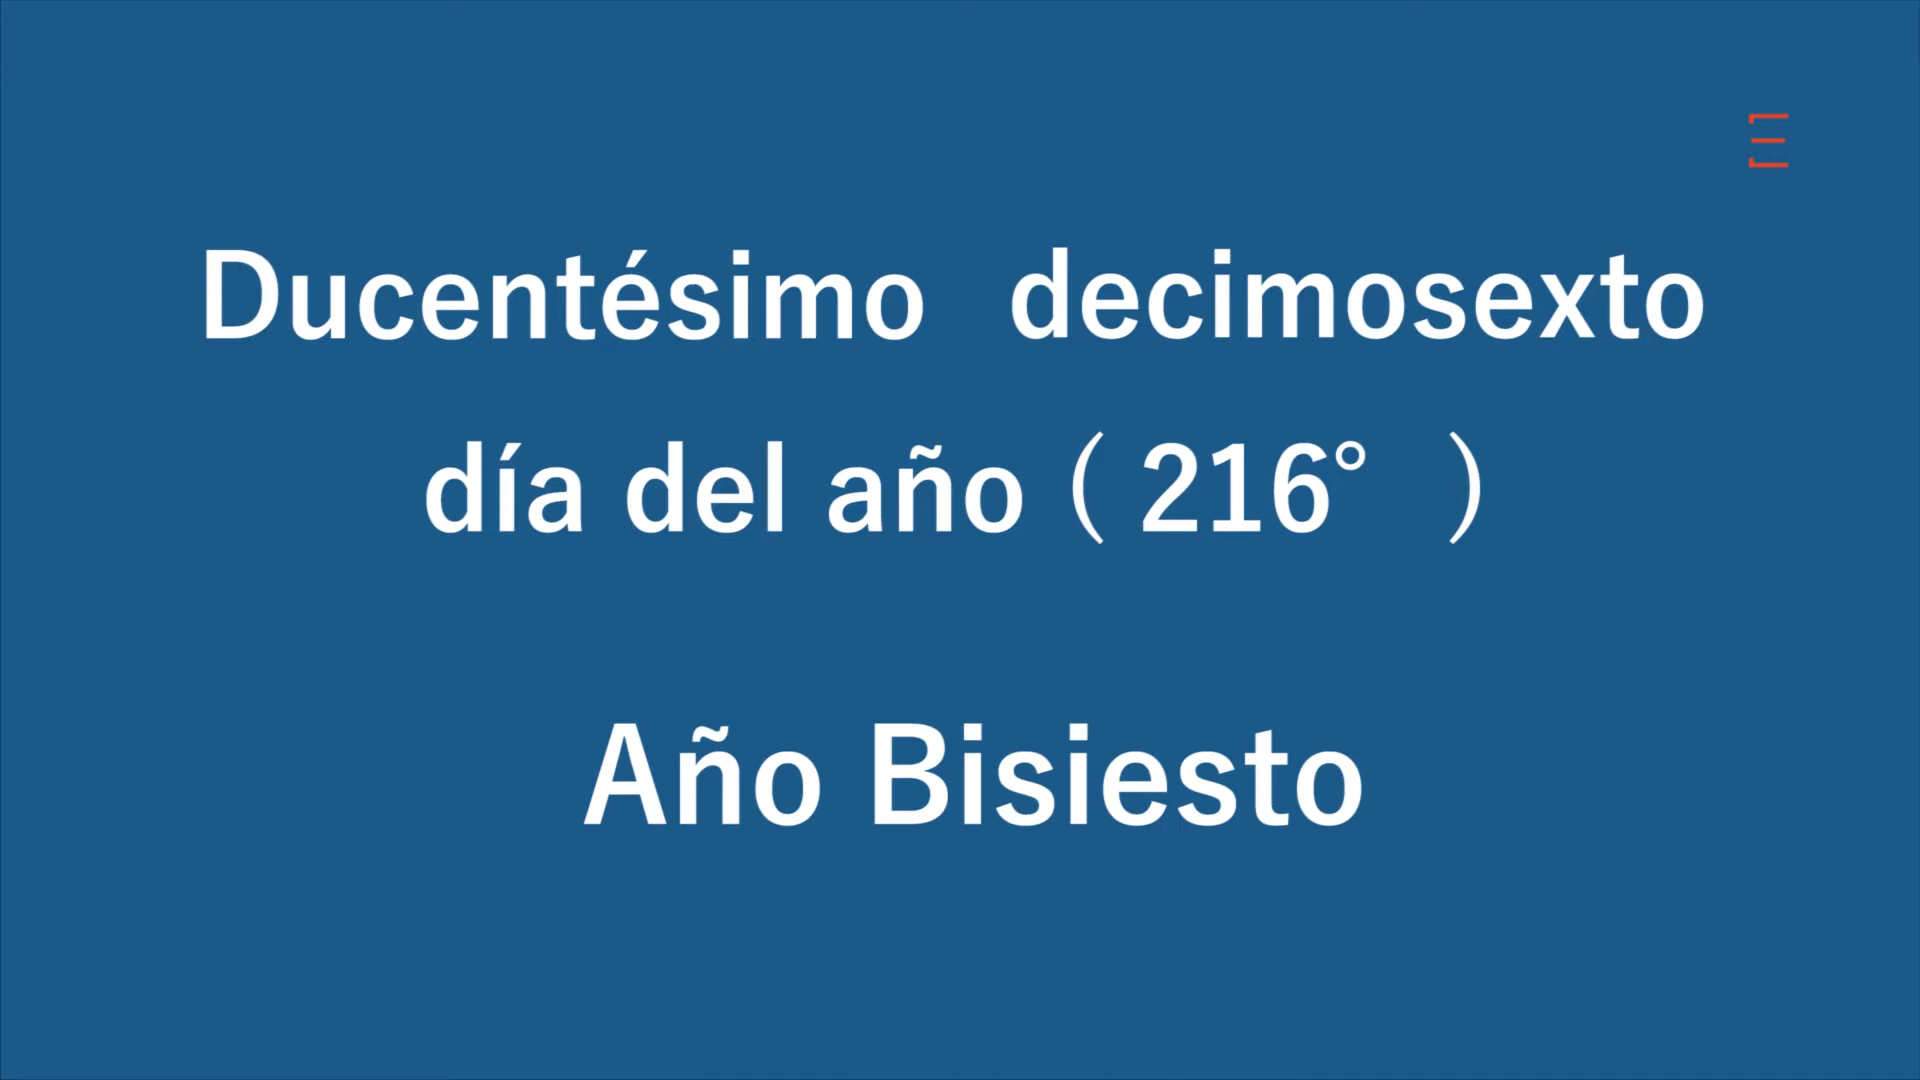 Ducentésimo decimosexto
día del año ( 216° )
Año Bisiesto